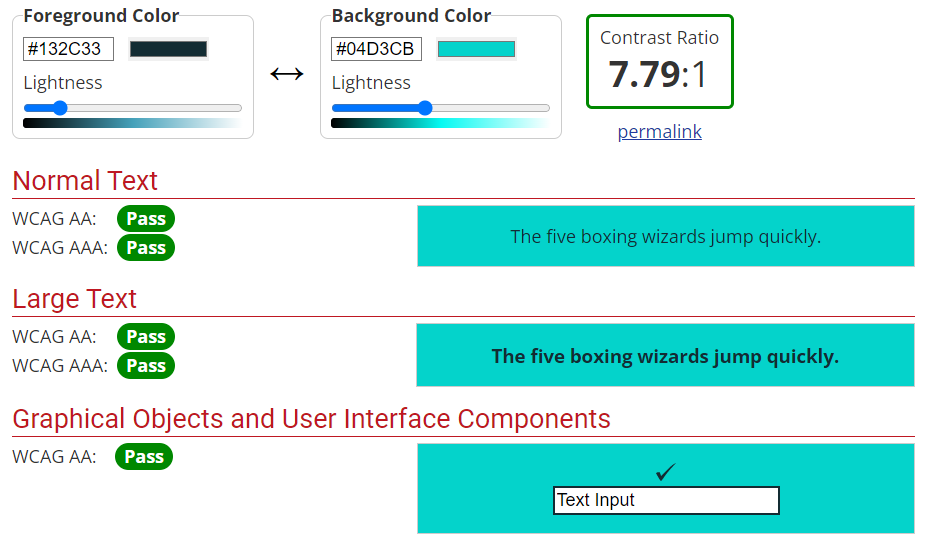 Foreground Color
#132C33
Lightness
Background Color
#04D3CB
Lightness
Contrast Ratio
7.79:1
permalink
Normal Text
WCAG AA: Pass
WCAG AAA: Pass
The five boxing wizards jump quickly.
Large Text
WCAG AA: Pass
WCAG AAA: Pass
The five boxing wizards jump quickly.
Graphical Objects and User Interface Components
WCAG AA: Pass
Text Input